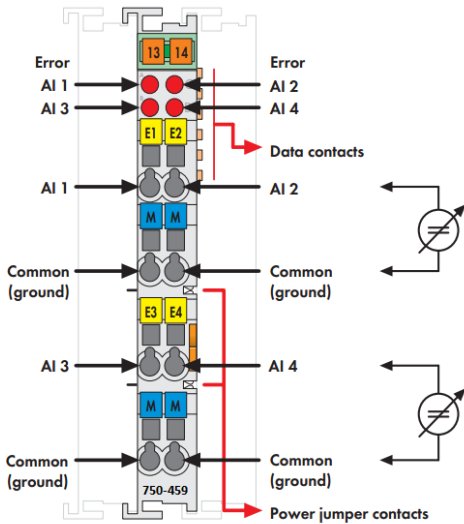 13 14
Error Error
AI 1 AI 2
AI 3 AI 4
E1 E2
Data contacts
AI 1 AI 2
M M
Common Common
(ground) (ground)
E3 E4
AI 3 AI 4
M M
Common Common
(ground) (ground)
750-459
Power jumper contacts